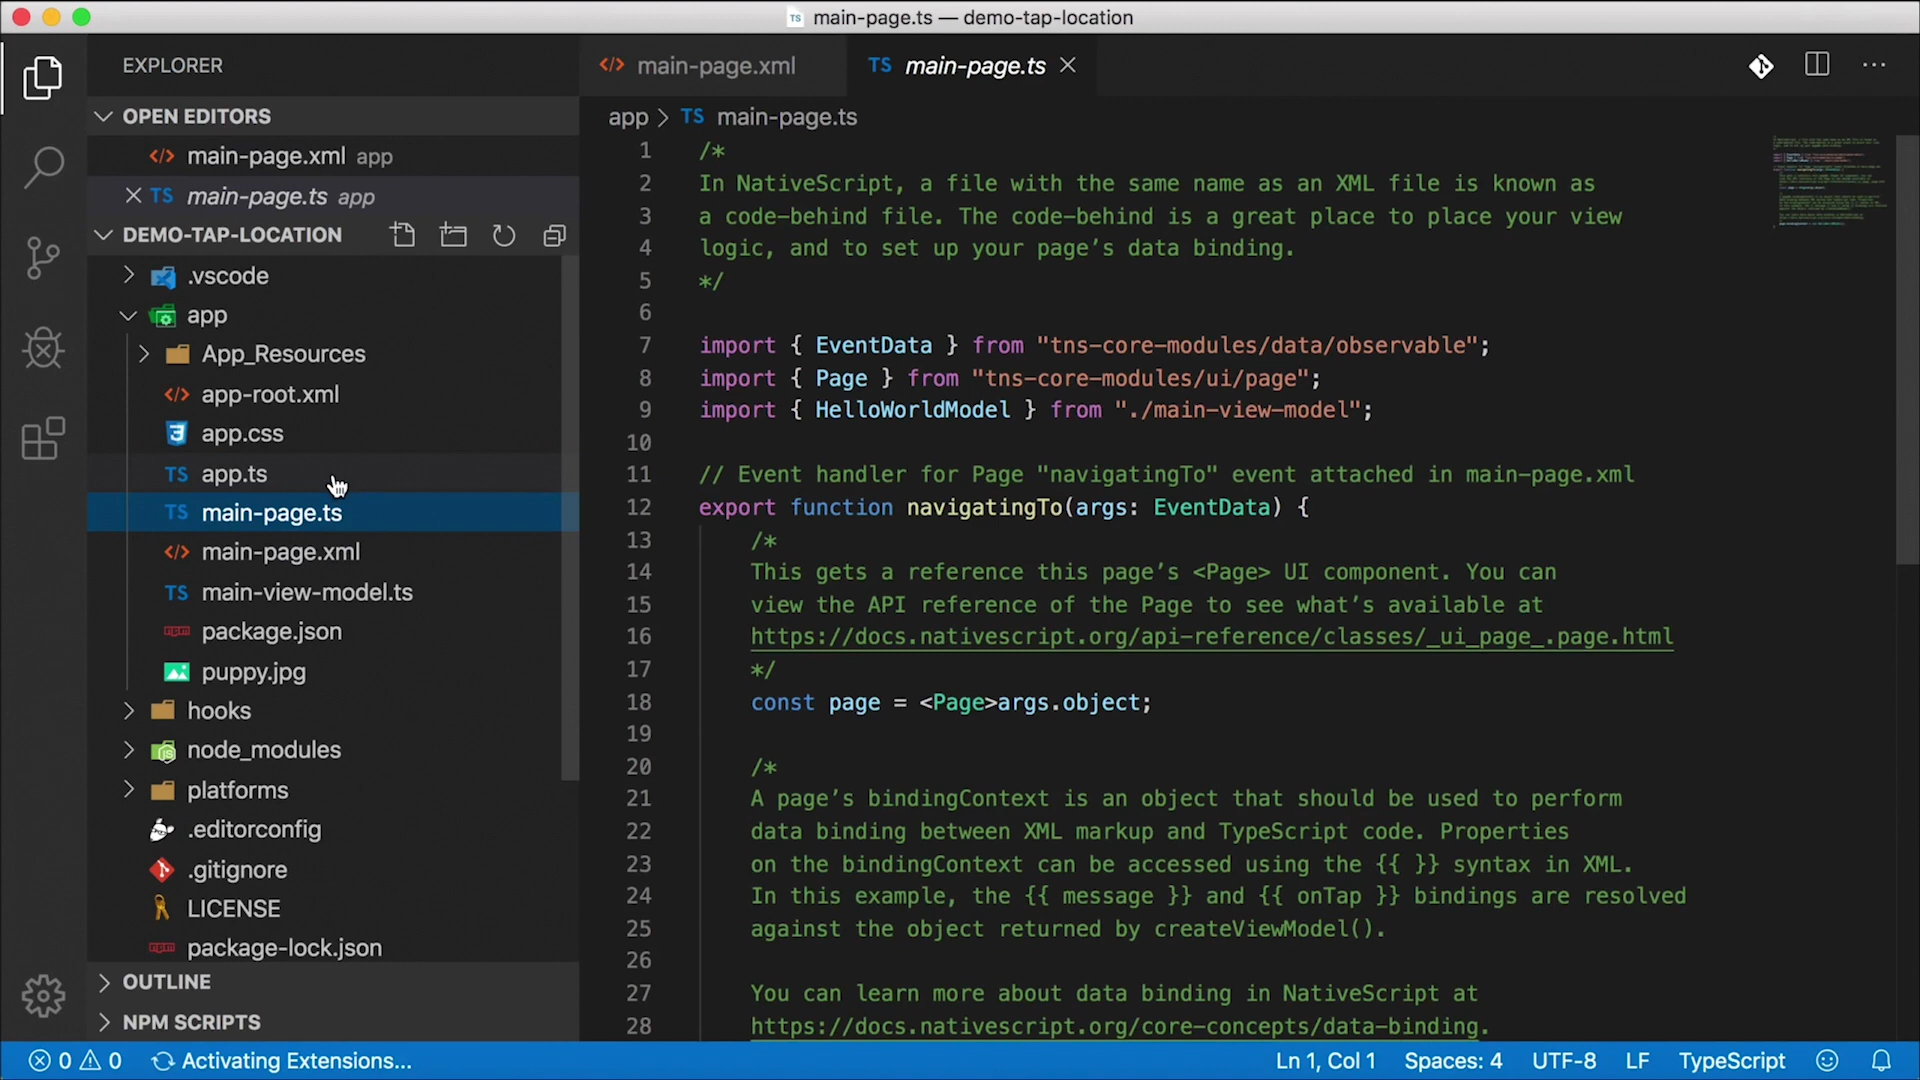 main-page.ts — demo-tap-location
EXPLORER
OPEN EDITORS
main-page.xml app
TS main-page.ts app
DEMO-TAP-LOCATION
.vscode
app
App_Resources
app-root.xml
app.css
TS app.ts
TS main-page.ts
main-page.xml
TS main-view-model.ts
package.json
puppy.jpg
hooks
node_modules
platforms
.editorconfig
.gitignore
LICENSE
package-lock.json
OUTLINE
NPM SCRIPTS
main-page.xml
TS main-page.ts
app > TS main-page.ts
1 /*
2 In NativeScript, a file with the same name as an XML file is known as
3 a code-behind file. The code-behind is a great place to place your view
4 logic, and to set up your page’s data binding.
5 */
6
7 import { EventData } from "tns-core-modules/data/observable";
8 import { Page } from "tns-core-modules/ui/page";
9 import { HelloWorldModel } from "./main-view-model";
10
11 // Event handler for Page "navigatingTo" event attached in main-page.xml
12 export function navigatingTo(args: EventData) {
13 /*
14 This gets a reference this page’s <Page> UI component. You can
15 view the API reference of the Page to see what’s available at
16 https://docs.nativescript.org/api-reference/classes/_ui_page_.page.html
17 */
18 const page = <Page>args.object;
19
20 /*
21 A page’s bindingContext is an object that should be used to perform
22 data binding between XML markup and TypeScript code. Properties
23 on the bindingContext can be accessed using the {{ }} syntax in XML.
24 In this example, the {{ message }} and {{ onTap }} bindings are resolved
25 against the object returned by createViewModel().
26
27 You can learn more about data binding in NativeScript at
28 https://docs.nativescript.org/core-concepts/data-binding.
0 0 Activating Extensions...
Ln 1, Col 1 Spaces: 4 UTF-8 LF TypeScript